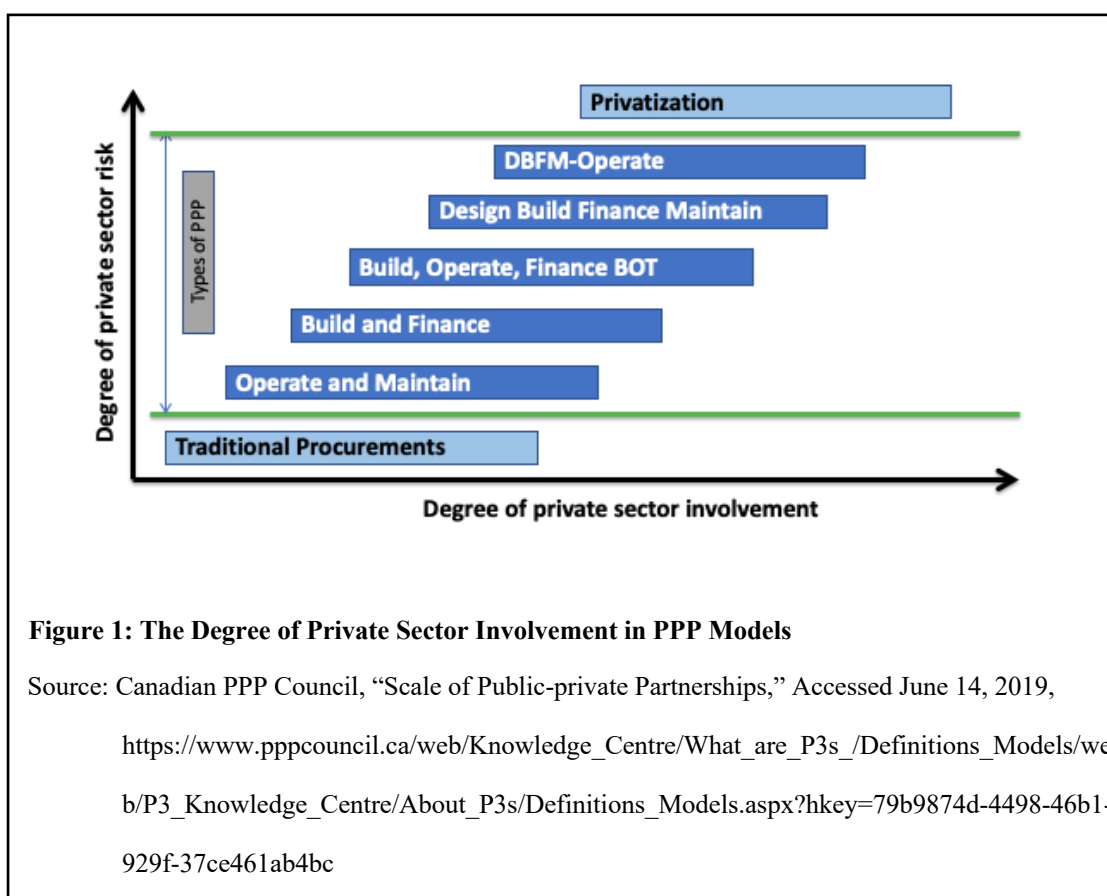 Privatization
DBFM-Operate
Design Build Finance Maintain
Build, Operate, Finance BOT
Build and Finance
Operate and Maintain
Traditional Procurements
Types of PPP
Degree of private sector risk
Degree of private sector involvement
Figure 1: The Degree of Private Sector Involvement in PPP Models
Source: Canadian PPP Council, “Scale of Public-private Partnerships,” Accessed June 14, 2019,
https://www.pppcouncil.ca/web/Knowledge_Centre/What_are_P3s_/Definitions_Models/we
b/P3_Knowledge_Centre/About_P3s/Definitions_Models.aspx?hkey=79b9874d-4498-46b1-
929f-37ce461ab4bc